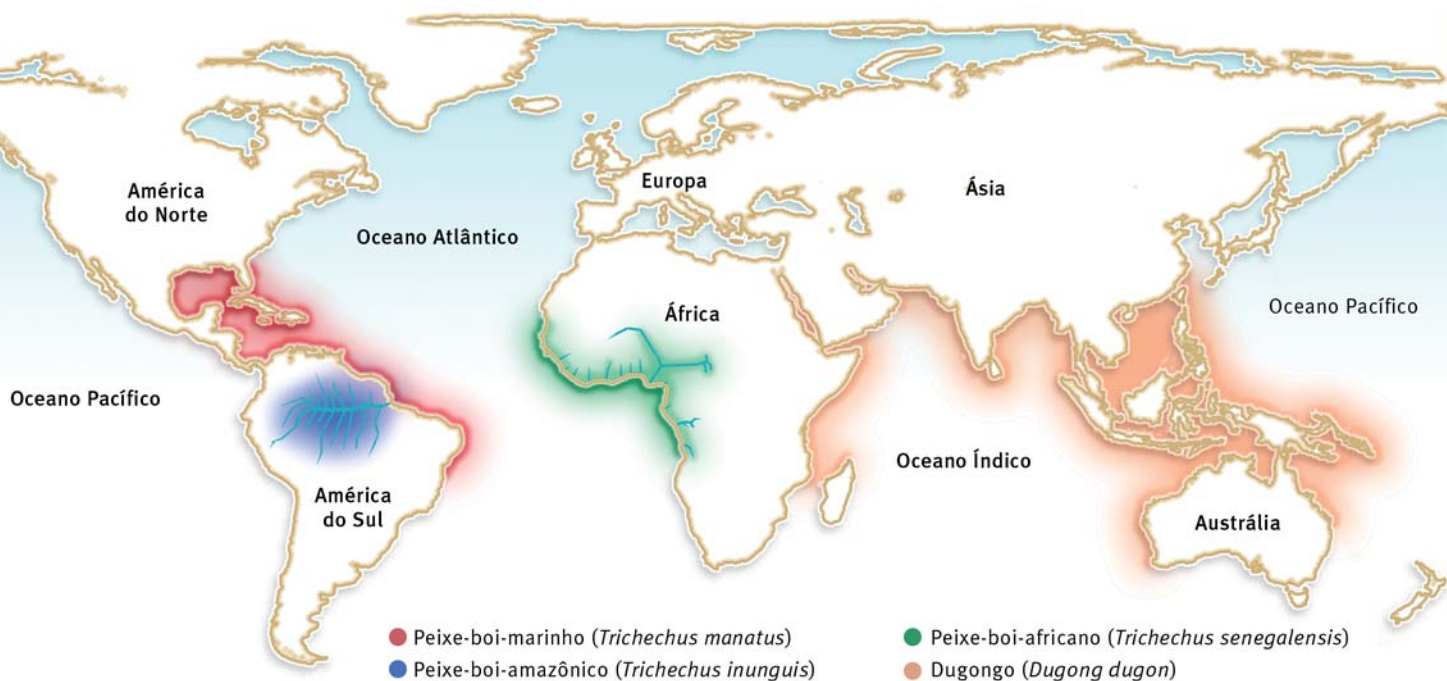 América
do Norte
Europa
Ásia
Oceano Atlântico
África
Oceano Pacífico
Oceano Pacífico
Oceano Índico
América
do Sul
Austrália
Peixe-boi-marinho (Trichechus manatus)
Peixe-boi-amazônico (Trichechus inunguis)
Peixe-boi-africano (Trichechus senegalensis)
Dugongo (Dugong dugon)